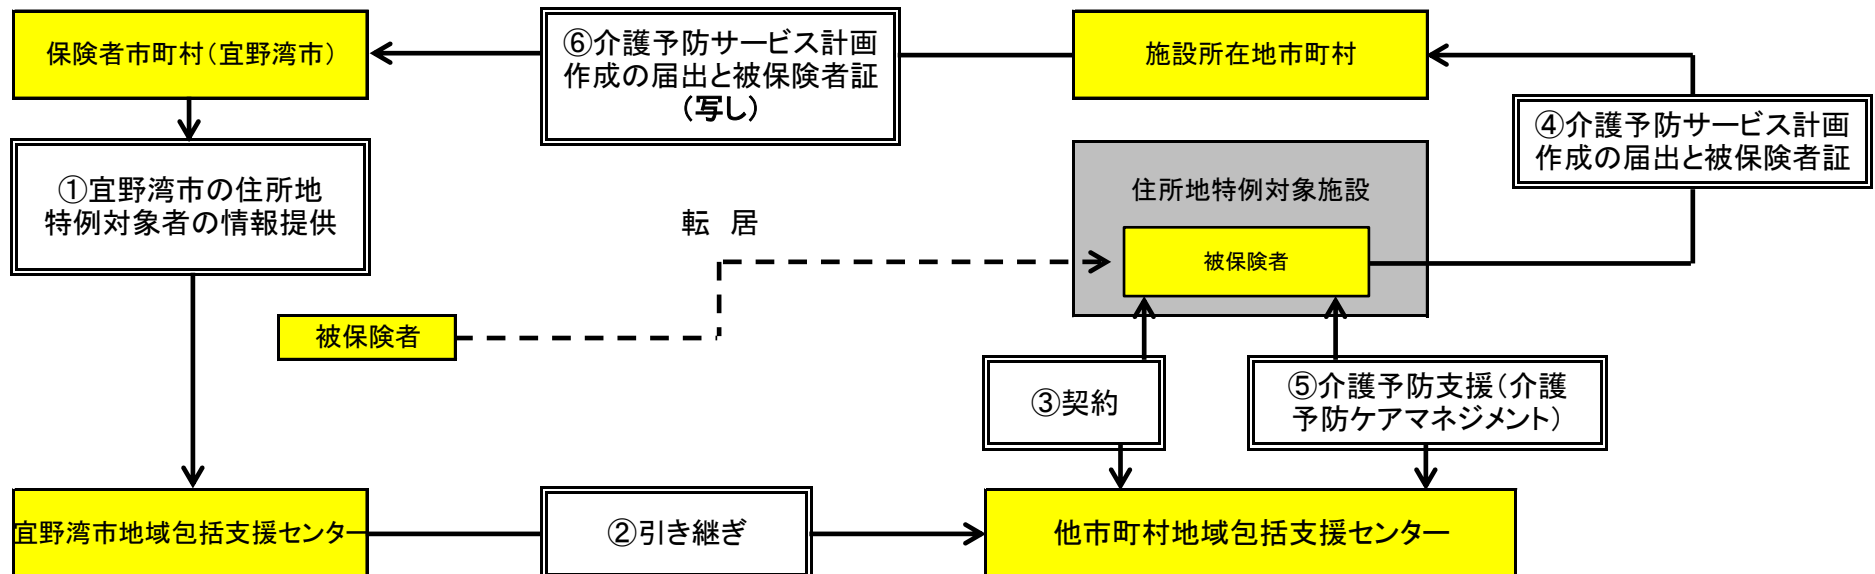 保険者市町村(宜野湾市)
⑥介護予防サービス計画
作成の届出と被保険者証
(写し)
施設所在地市町村
④介護予防サービス計画
作成の届出と被保険者証
①宜野湾市の住所地
特例対象者の情報提供
転 居
住所地特例対象施設
被保険者
被保険者
③契約
⑤介護予防支援(介護
予防ケアマネジメント)
宜野湾市地域包括支援センター
②引き継ぎ
他市町村地域包括支援センター